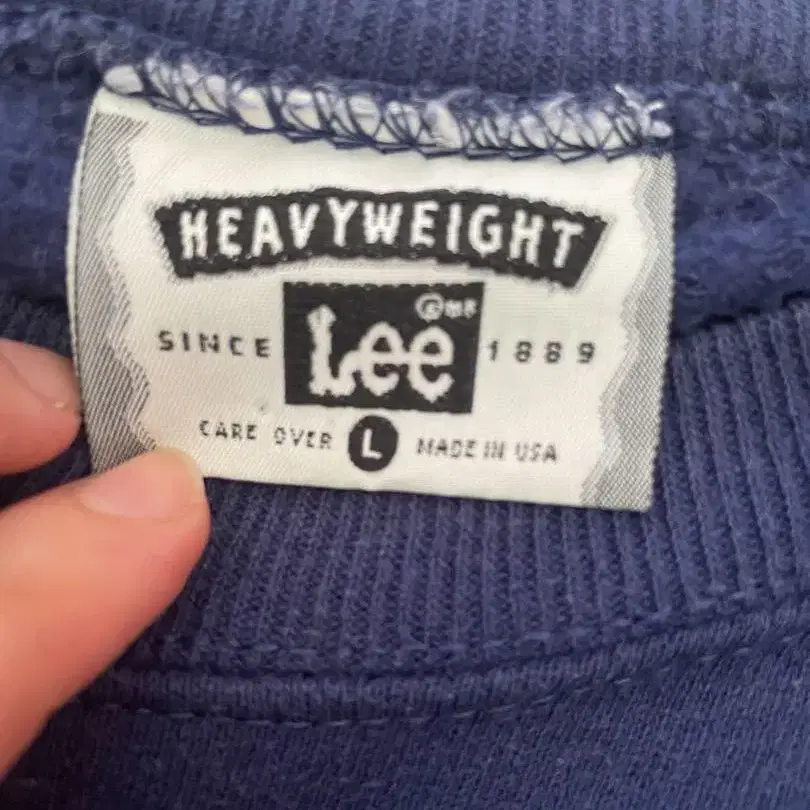 HEAVYWEIGHT
SINCE Lee 1889
CARE OVER L MADE IN USA